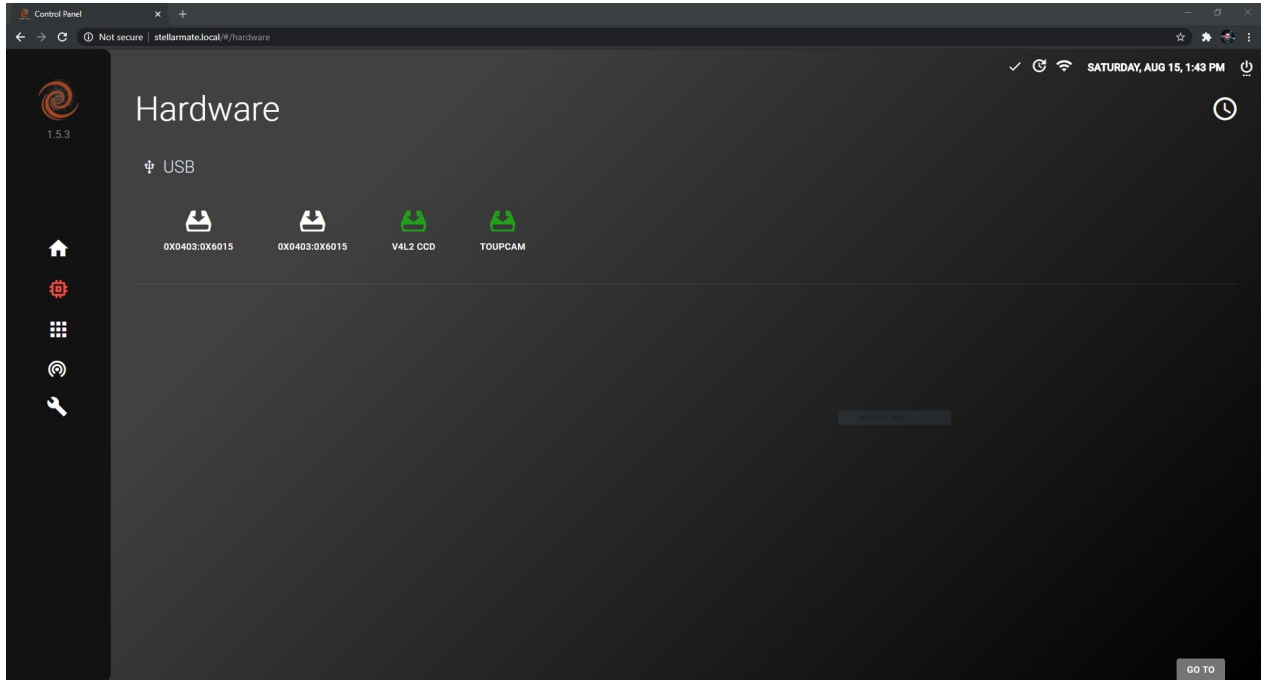 Control Panel
Not secure | stellarmate.local/#/hardware
SATURDAY, AUG 15, 1:43 PM
1.5.3
Hardware
USB
0X0403:0X6015 0X0403:0X6015 V4L2 CCD TOUPCAM
GO TO